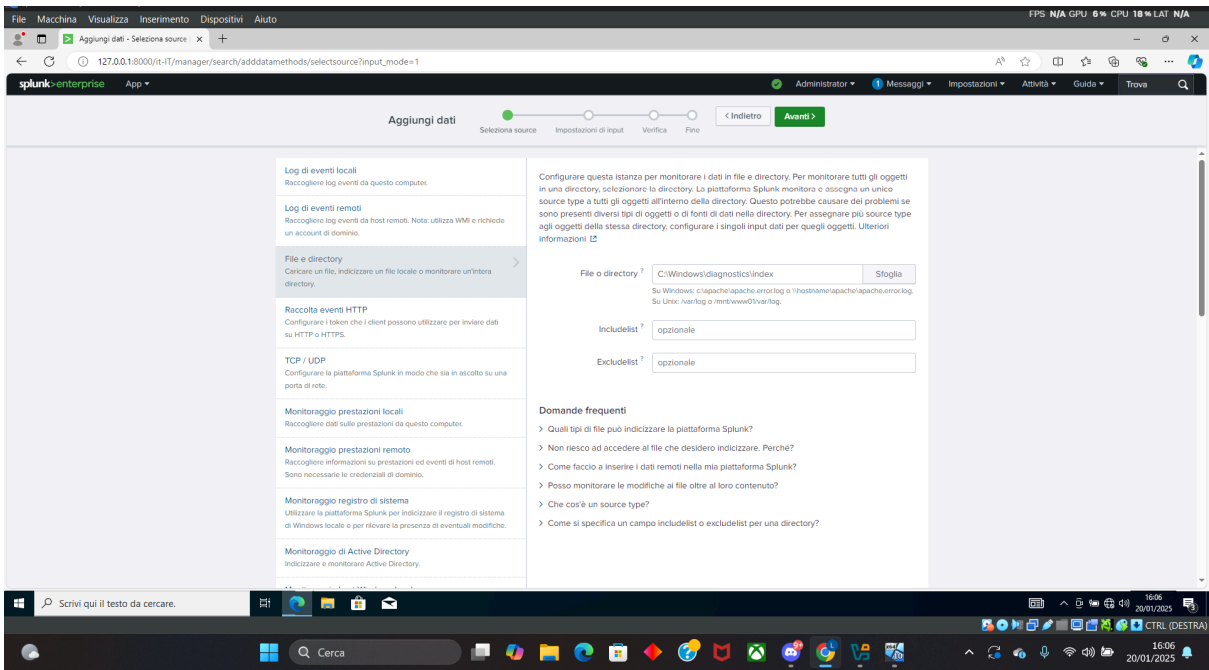 FPS N/A GPU 6 % CPU 18 % LAT N/A
File Macchina Visualizza Inserimento Dispositivi Aiuto
Aggiungi dati - Seleziona source
127.0.0.1:8000/it-IT/manager/search/adddatamethods/selectsource?input_mode=1
splunk>enterprise App Administrator 1 Messaggi Impostazioni Attività Guida Trova
Aggiungi dati
Seleziona source Impostazioni di input Verifica Fine
< Indietro Avanti >
Log di eventi locali
Raccogliere log eventi da questo computer.
Log di eventi remoti
Raccogliere log eventi da host remoti. Nota: utilizza WMI e richiede
un account di dominio.
File e directory
Caricare un file, indicizzare un file locale o monitorare un'intera
directory.
Raccolta eventi HTTP
Configurare i token che i client possono utilizzare per inviare dati
su HTTP o HTTPS.
TCP / UDP
Configurare la piattaforma Splunk in modo che sia in ascolto su una
porta di rete.
Monitoraggio prestazioni locali
Raccogliere dati sulle prestazioni da questo computer.
Monitoraggio prestazioni remoto
Raccogliere informazioni su prestazioni ed eventi di host remoti.
Sono necessarie le credenziali di dominio.
Monitoraggio registro di sistema
Utilizzare la piattaforma Splunk per indicizzare il registro di sistema
di Windows locale e per rilevare la presenza di eventuali modifiche.
Monitoraggio di Active Directory
Indicizzare e monitorare Active Directory.
Configurare questa istanza per monitorare i dati in file e directory. Per monitorare tutti gli oggetti
in una directory, selezionare la directory. La piattaforma Splunk monitora e assegna un unico
source type a tutti gli oggetti all'interno della directory. Questo potrebbe causare dei problemi se
sono presenti diversi tipi di oggetti o di fonti di dati nella directory. Per assegnare più source type
agli oggetti della stessa directory, configurare i singoli input dati per quegli oggetti. Ulteriori
informazioni
File o directory ? C:\Windows\diagnostics\index Sfoglia
Su Windows: c:\apache\apache.error.log o \\hostname\apache\apache.error.log.
Su Unix: /var/log o /mnt/www01/var/log.
Includelist ? opzionale
Excludelist ? opzionale
Domande frequenti
> Quali tipi di file può indicizzare la piattaforma Splunk?
> Non riesco ad accedere al file che desidero indicizzare. Perché?
> Come faccio a inserire i dati remoti nella mia piattaforma Splunk?
> Posso monitorare le modifiche ai file oltre al loro contenuto?
> Che cos'è un source type?
> Come si specifica un campo includelist o excludelist per una directory?
Scrivi qui il testo da cercare.
16:06
20/01/2025
CTRL (DESTRA)
Cerca
16:06
20/01/2025